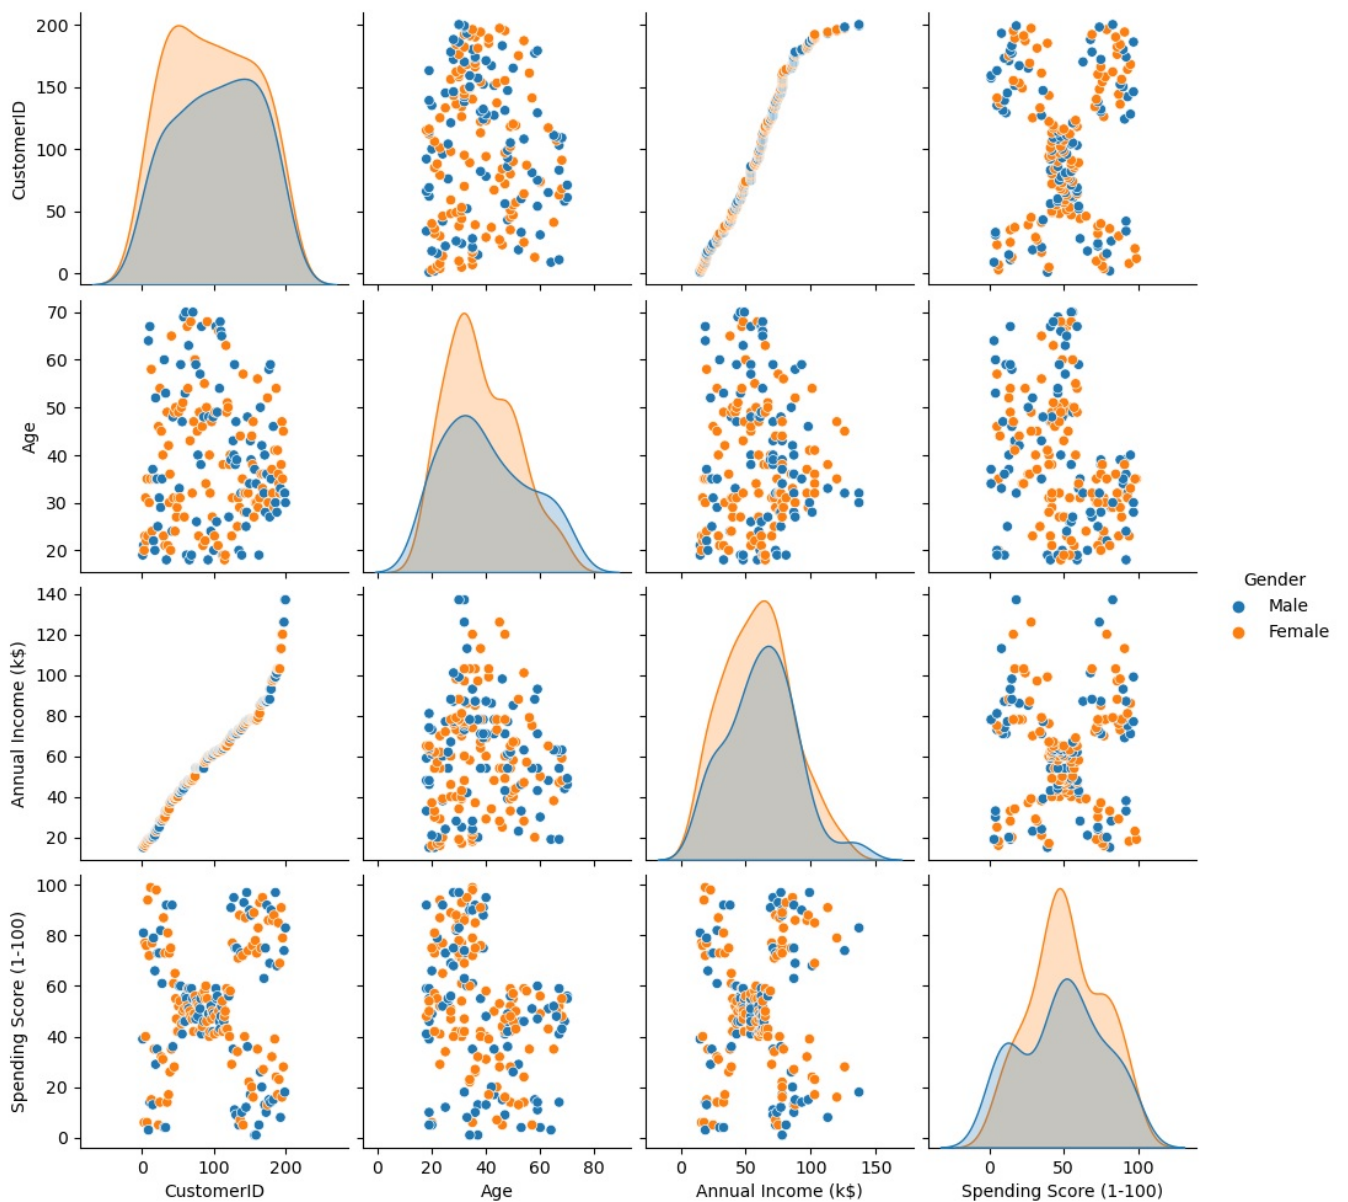 CustomerID
200
150
100
50
0
Age
70
60
50
40
30
20
Gender
Male
Female
Annual Income (k$)
140
120
100
80
60
40
20
Spending Score (1-100)
100
80
60
40
20
0
0 100 200 0 20 40 60 80 0 50 100 150 0 50 100
CustomerID Age Annual Income (k$) Spending Score (1-100)